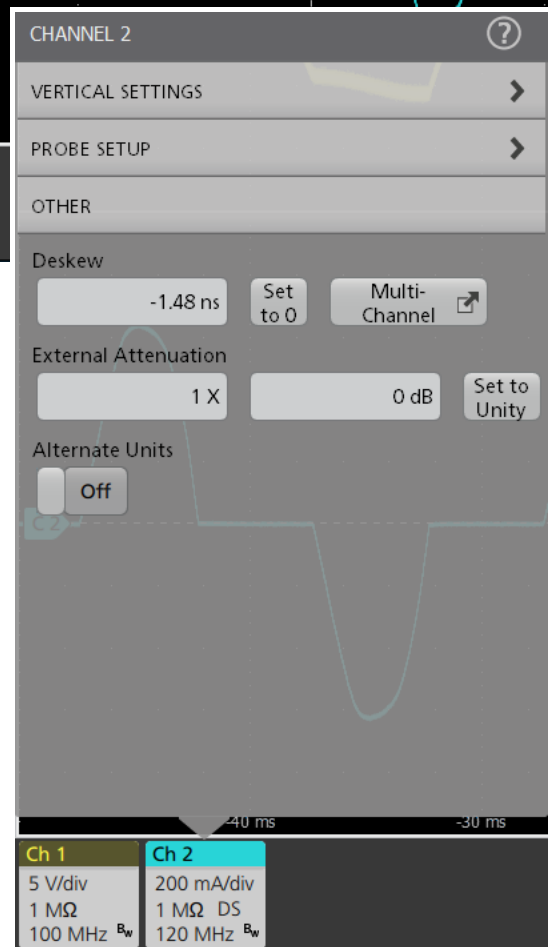 CHANNEL 2 ?
VERTICAL SETTINGS
PROBE SETUP
OTHER
Deskew
-1.48 ns Set to 0 Multi-Channel
External Attenuation
1 X 0 dB Set to Unity
Alternate Units
Off
C 2
-40 ms -30 ms
Ch 1 Ch 2
5 V/div 200 mA/div
1 MΩ 1 MΩ DS
100 MHz Bw 120 MHz Bw